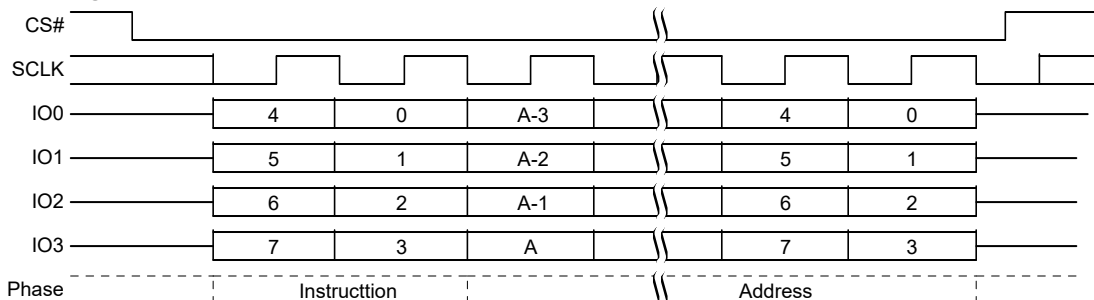 CS#
SCLK
IO0 4 0 A-3 4 0
IO1 5 1 A-2 5 1
IO2 6 2 A-1 6 2
IO3 7 3 A 7 3
Phase Instructtion Address